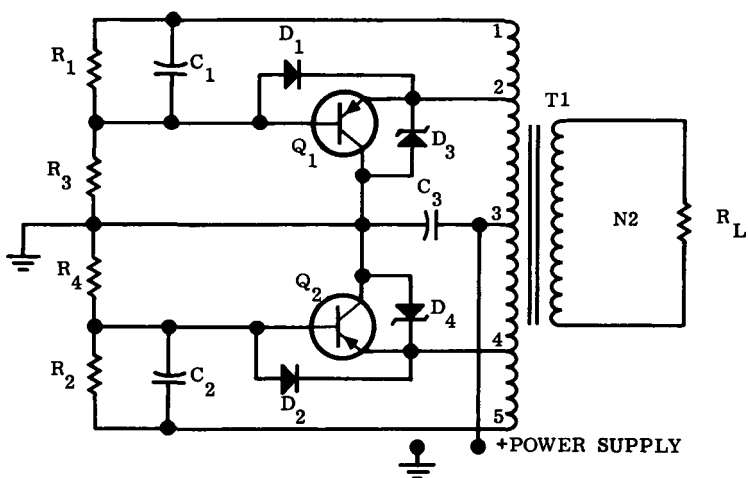 1
D1
R1
C1
2
T1
D3
Q1
R3
C3
3
N2
RL
R4
Q2
D4
4
R2
C2
D2
5
+POWER SUPPLY